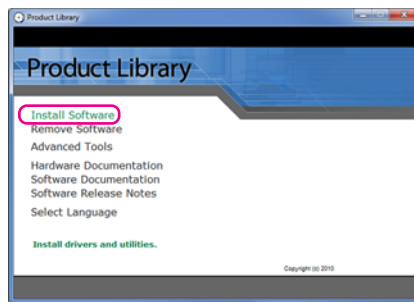 Product Library
Product Library
Install Software
Remove Software
Advanced Tools
Hardware Documentation
Software Documentation
Software Release Notes
Select Language
Install drivers and utilities.
Copyright (c) 2010